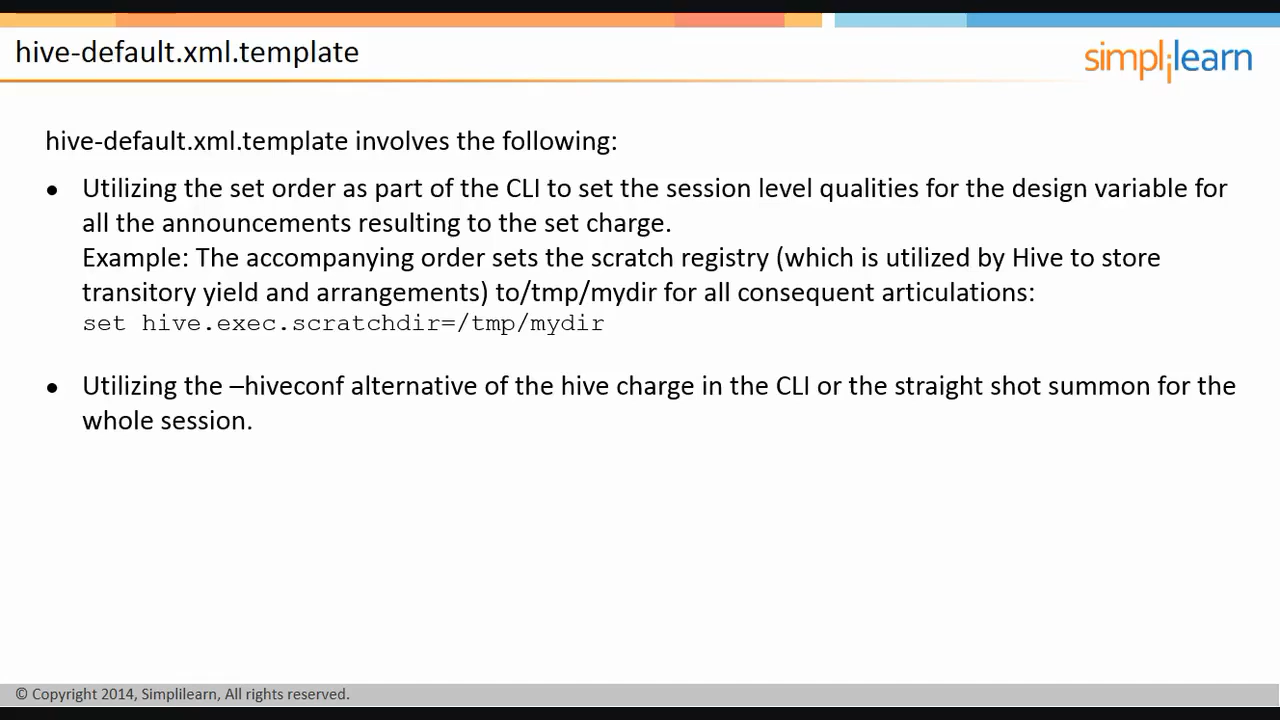 hive-default.xml.template
simplilearn
hive-default.xml.template involves the following:
• Utilizing the set order as part of the CLI to set the session level qualities for the design variable for
all the announcements resulting to the set charge.
Example: The accompanying order sets the scratch registry (which is utilized by Hive to store
transitory yield and arrangements) to/tmp/mydir for all consequent articulations:
set hive.exec.scratchdir=/tmp/mydir
• Utilizing the –hiveconf alternative of the hive charge in the CLI or the straight shot summon for the
whole session.
© Copyright 2014, Simplilearn, All rights reserved.